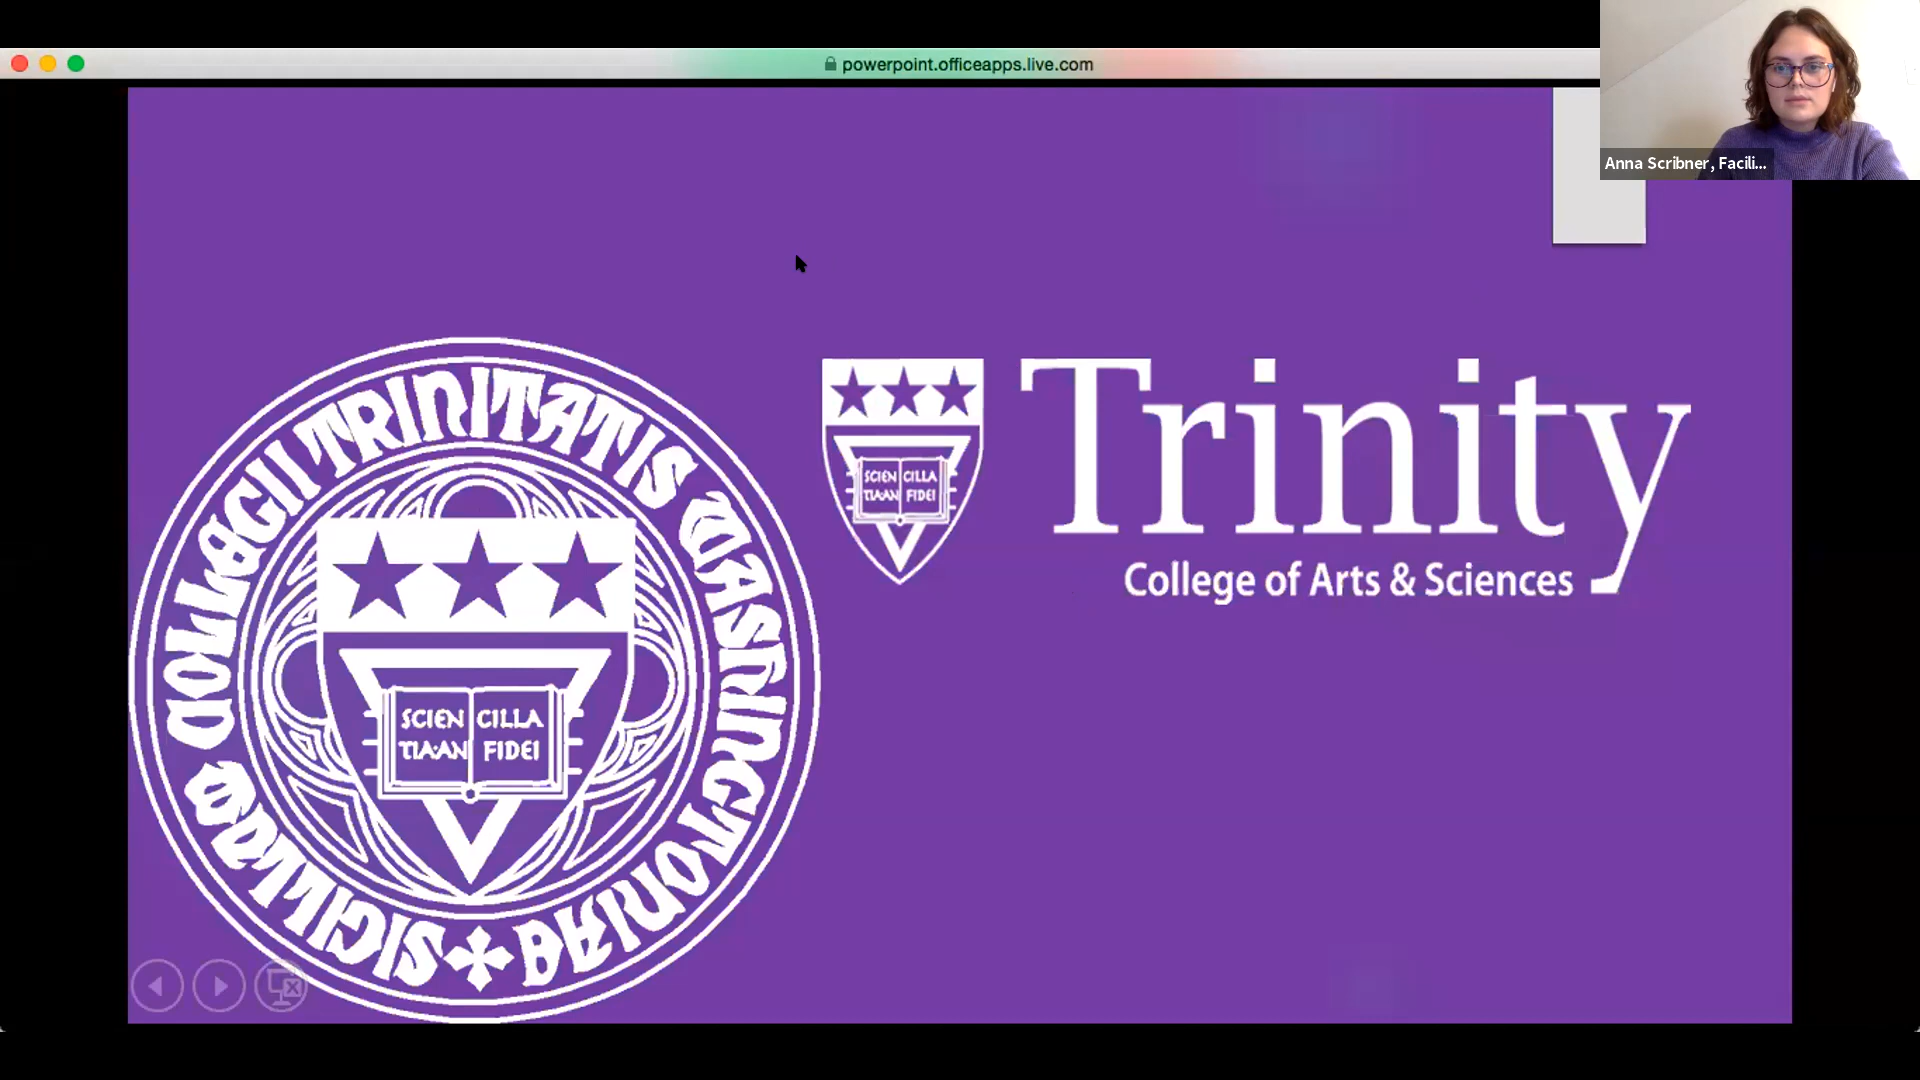 powerpoint.officeapps.live.com
Anna Scribner, Facili...
SIGILLUM COLLEGII TRINITATIS WASHINGTONIAE
SCIEN CILLA
TIA·AN FIDEI
SCIEN CILLA
TIA·AN FIDEI
Trinity
College of Arts & Sciences